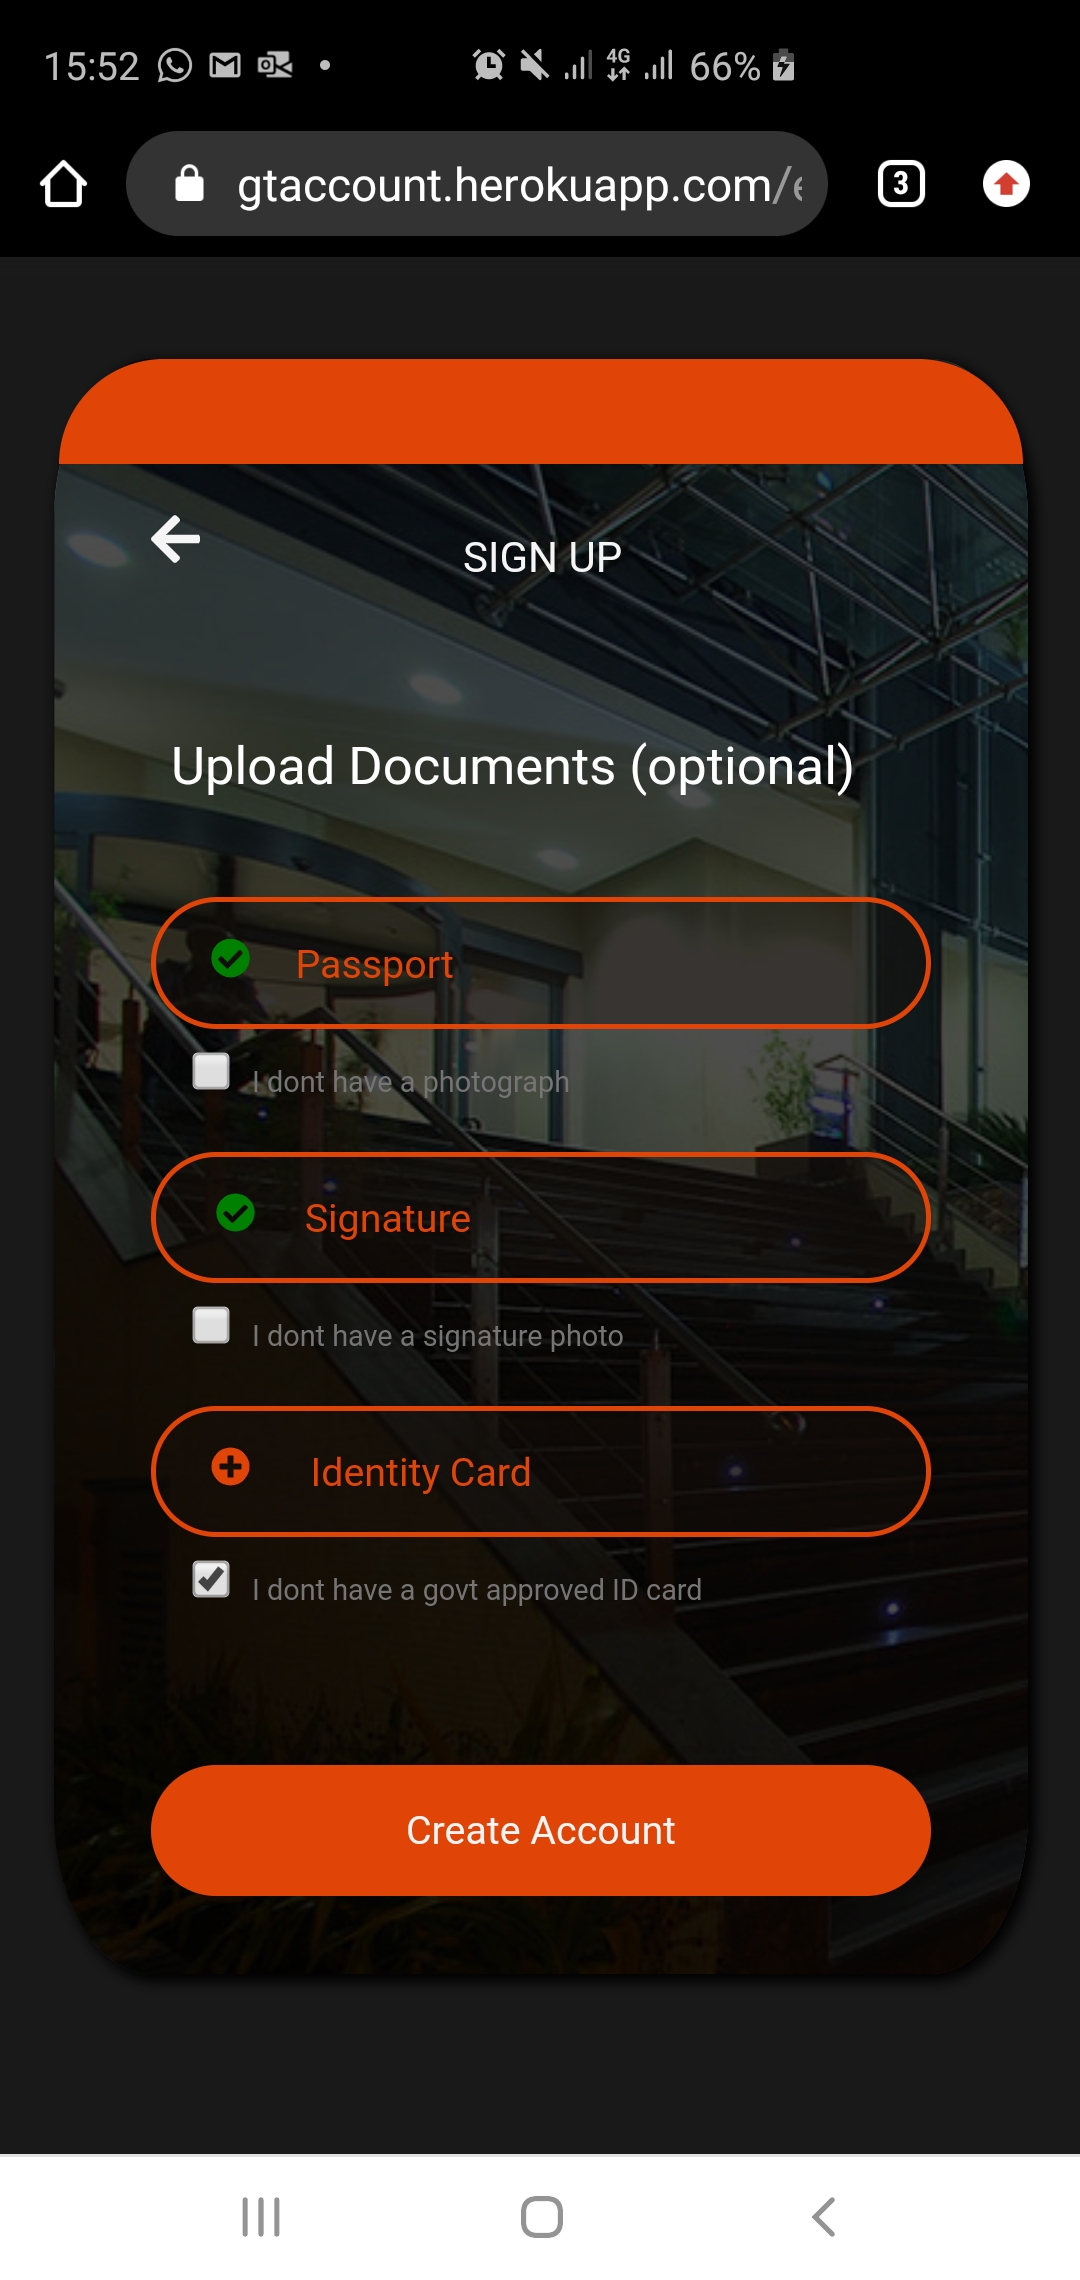 15:52
4G
66%
gtaccount.herokuapp.com/
3
SIGN UP
Upload Documents (optional)
Passport
I dont have a photograph
Signature
I dont have a signature photo
Identity Card
I dont have a govt approved ID card
Create Account